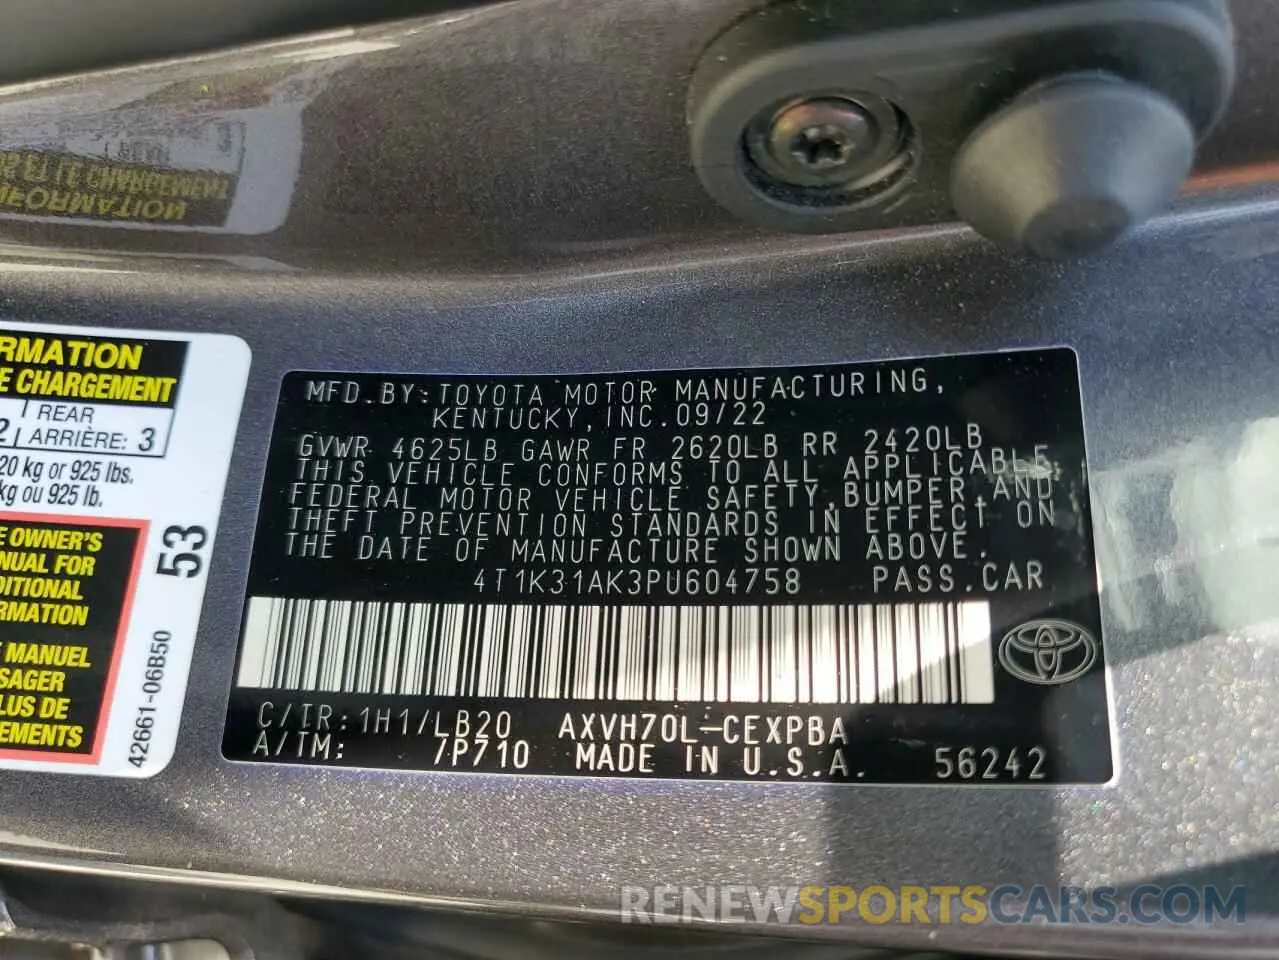 RMATION
E CHARGEMENT
2 REAR
ARRIÈRE: 3
20 kg or 925 lbs.
kg ou 925 lb.
E OWNER'S
NUAL FOR
DITIONAL
RMATION
MANUEL
SAGER
LUS DE
EMENTS
53
42661-06B50
MFD.BY:TOYOTA MOTOR MANUFACTURING,
KENTUCKY,INC.09/22
GVWR 4625LB GAWR FR 2620LB RR 2420LB
THIS VEHICLE CONFORMS TO ALL APPLICABLE
FEDERAL MOTOR VEHICLE SAFETY,BUMPER,AND
THEFT PREVENTION STANDARDS IN EFFECT ON
THE DATE OF MANUFACTURE SHOWN ABOVE.
4T1K31AK3PU604758 PASS.CAR
C/TR:1H1/LB20 AXVH70L-CEXPBA
A/TM: /P710 MADE IN U.S.A. 56242
RENEWSPORTSCARS.COM